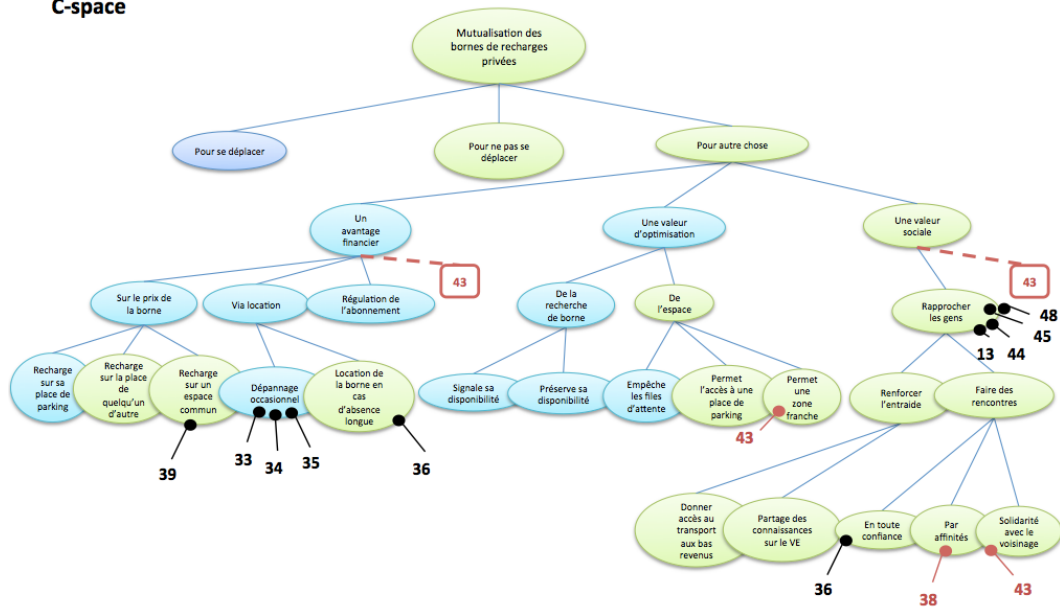 C-space
Mutualisation des
bornes de recharges
privées
Pour se déplacer
Pour ne pas se
déplacer
Pour autre chose
Un
avantage
financier
Une valeur
d'optimisation
Une valeur
sociale
43
43
Sur le prix de
la borne
Via location
Régulation de
l'abonnement
De la
recherche
de borne
De
l'espace
Rapprocher
les gens
48
45
13
44
Recharge
sur sa
place de
parking
Recharge
sur la place
de
quelqu'un
d'autre
Recharge
sur un
espace
commun
Dépannage
occasionnel
Location de
la borne en
cas
d'absence
longue
Signale sa
disponibilité
Préserve sa
disponibilité
Empêche
les files
d'attente
Permet
l'accès à une
place de
parking
Permet
une
zone
franche
Renforcer
l'entraide
Faire des
rencontres
39
33
34
35
36
43
Donner
accès au
transport
aux bas
revenus
Partage des
connaissances
sur le VE
En toute
confiance
Par
affinités
Solidarité
avec le
voisinage
36
38
43